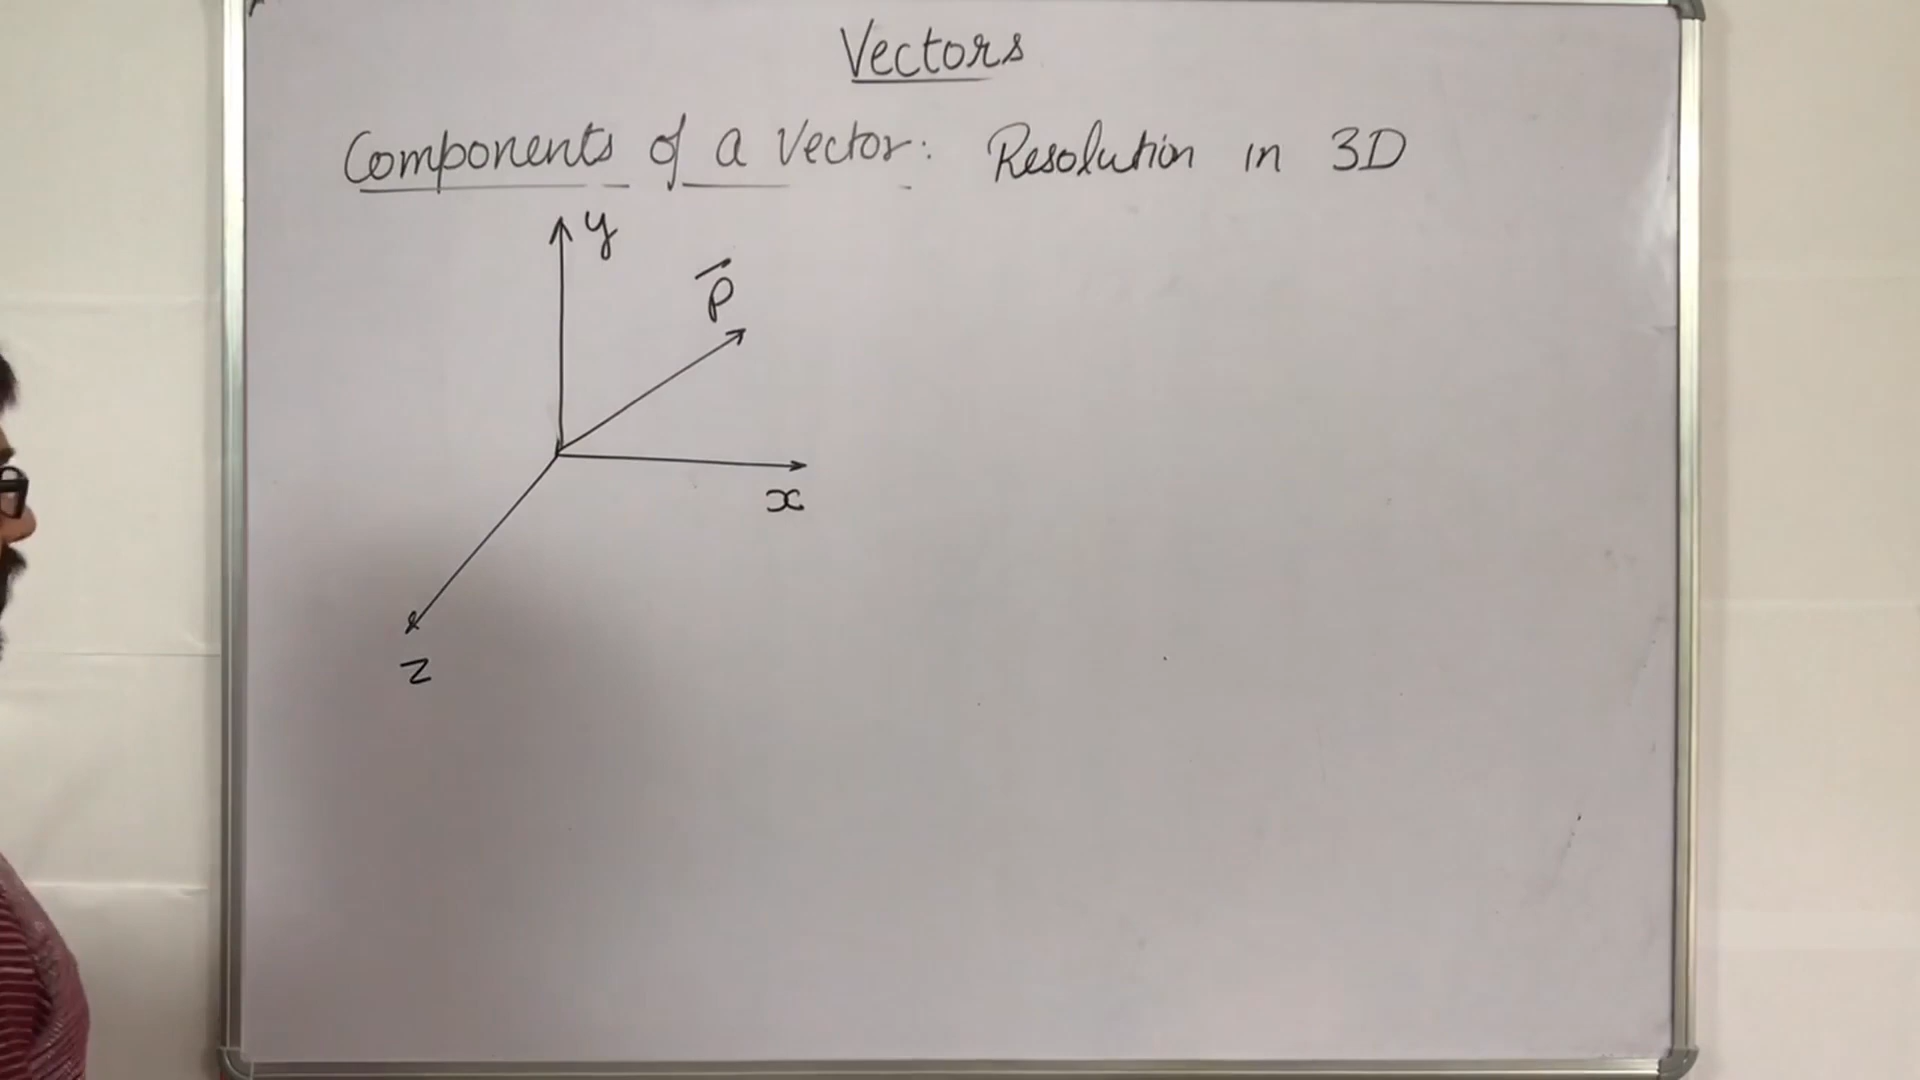 Vectors
Components of a Vector: Resolution in 3D
y
P⃗
x
z